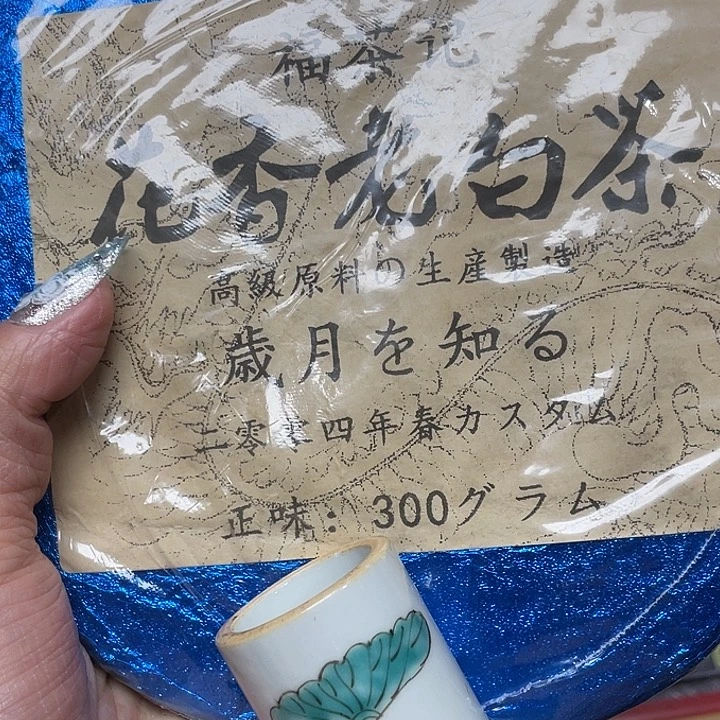 福茶记
花香老白茶
高級原料の生産製造
歳月を知る
二零二四年春カスタム
正味: 300グラム